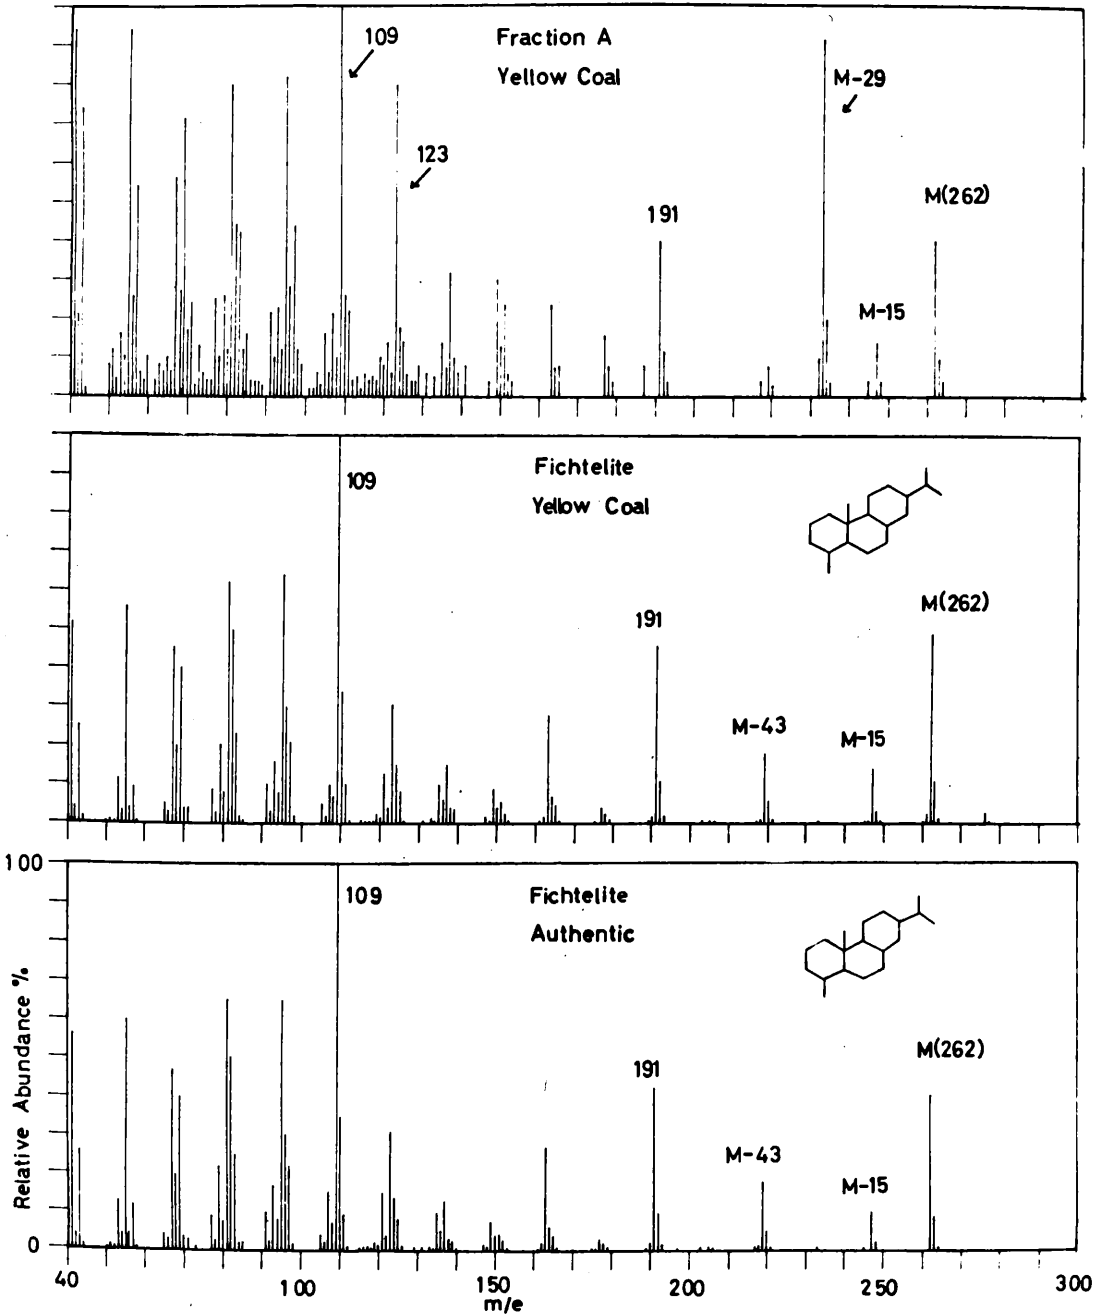 109
Fraction A
Yellow Coal
M-29
123
191
M(262)
M-15
Fichtelite
Yellow Coal
109
191
M(262)
M-43
M-15
100
109
Fichtelite
Authentic
191
M(262)
M-43
M-15
Relative Abundance %
0
40 100 150 200 250 300
m/e